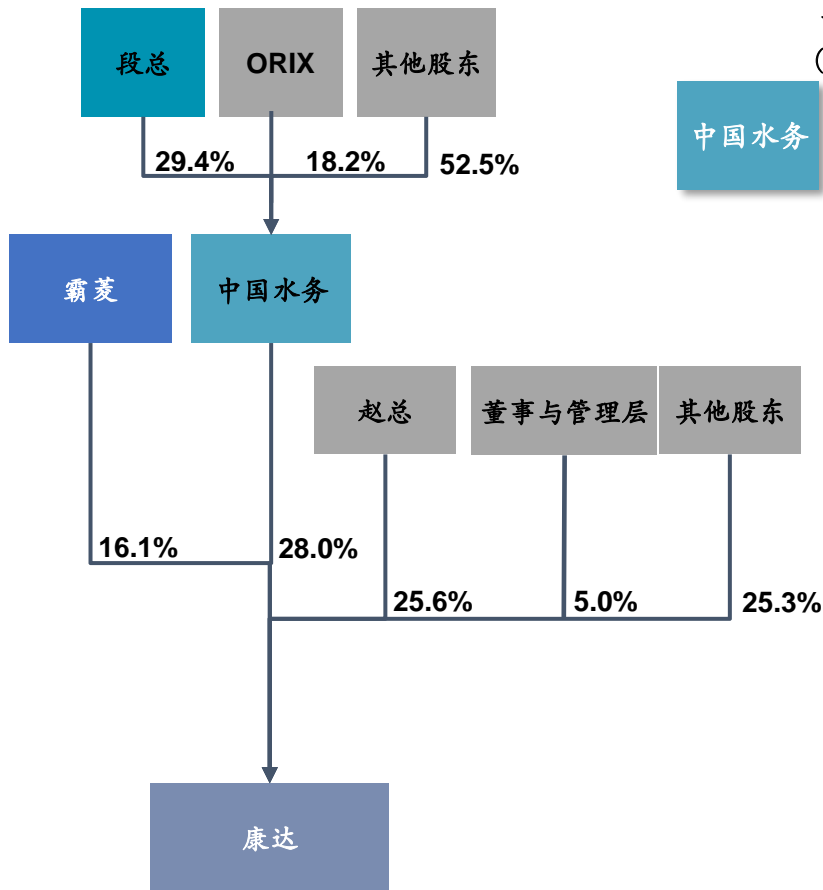 段总
ORIX
其他股东
中国水务
29.4%
18.2%
52.5%
霸菱
中国水务
赵总
董事与管理层
其他股东
16.1%
28.0%
25.6%
5.0%
25.3%
康达